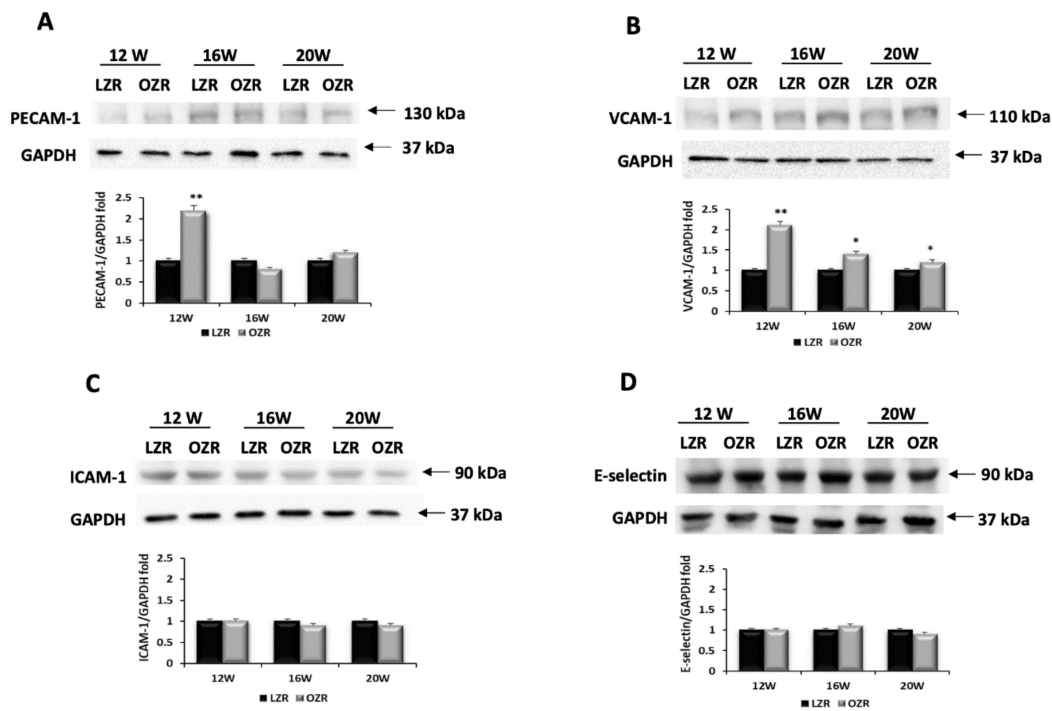 A
12 W 16W 20W
LZR OZR LZR OZR LZR OZR
PECAM-1 130 kDa
GAPDH 37 kDa
PECAM-1/GAPDH fold
2.5
2
1.5
1
0.5
0
**
12W 16W 20W
LZR OZR
B
12 W 16W 20W
LZR OZR LZR OZR LZR OZR
VCAM-1 110 kDa
GAPDH 37 kDa
VCAM-1/GAPDH fold
2.5
2
1.5
1
0.5
0
** * *
12W 16W 20W
LZR OZR
C
12 W 16W 20W
LZR OZR LZR OZR LZR OZR
ICAM-1 90 kDa
GAPDH 37 kDa
ICAM-1/GAPDH fold
2.5
2
1.5
1
0.5
0
12W 16W 20W
LZR OZR
D
12 W 16W 20W
LZR OZR LZR OZR LZR OZR
E-selectin 90 kDa
GAPDH 37 kDa
E-selectin/GAPDH fold
2.5
2
1.5
1
0.5
0
12W 16W 20W
LZR OZR